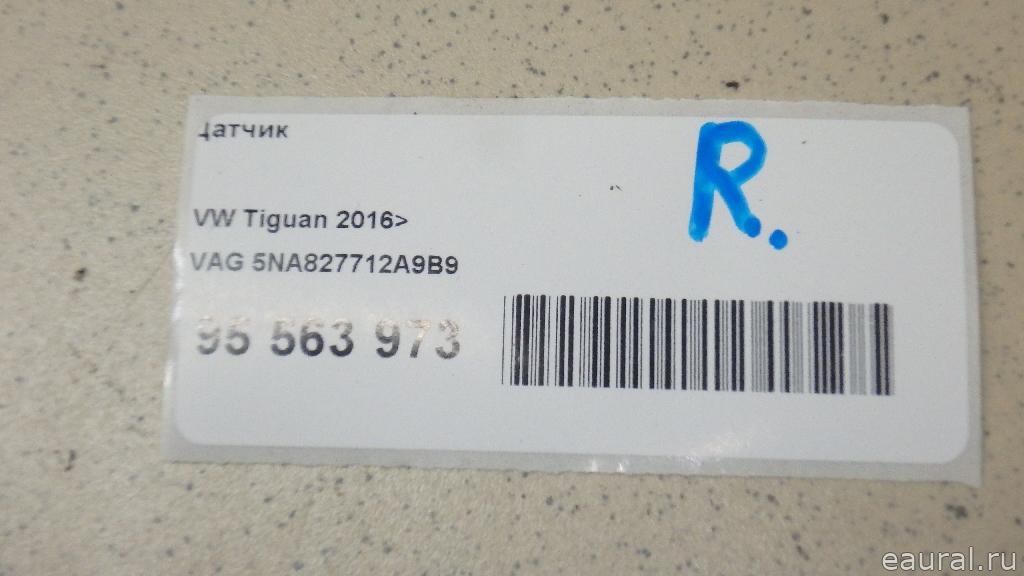 Датчик
R.
VW Tiguan 2016>
VAG 5NA827712A9B9
95 563 973
eaural.ru